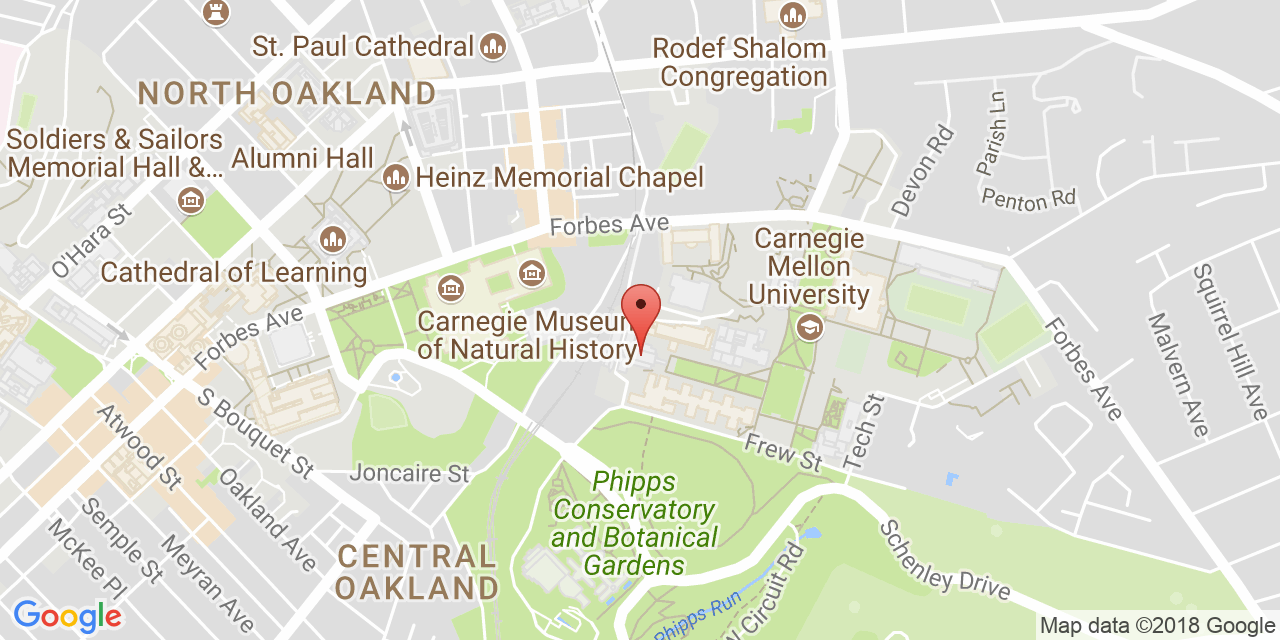 St. Paul Cathedral
Rodef Shalom
Congregation
NORTH OAKLAND
Soldiers & Sailors
Memorial Hall &...
Alumni Hall
Heinz Memorial Chapel
Parish Ln
Devon Rd
Penton Rd
O'Hara St
Forbes Ave
Cathedral of Learning
Carnegie
Mellon
University
Carnegie Museum
of Natural History
Forbes Ave
Forbes Ave
Squirrel Hill Ave
Malvern Ave
S Bouquet St
Atwood St
Joncaire St
Frew St
Tech St
Oakland Ave
Semple St
McKee Pl
Meyran Ave
Phipps
Conservatory
and Botanical
Gardens
CENTRAL
OAKLAND
Schenley Drive
Phipps Run
W Circuit Rd
Google
Map data ©2018 Google